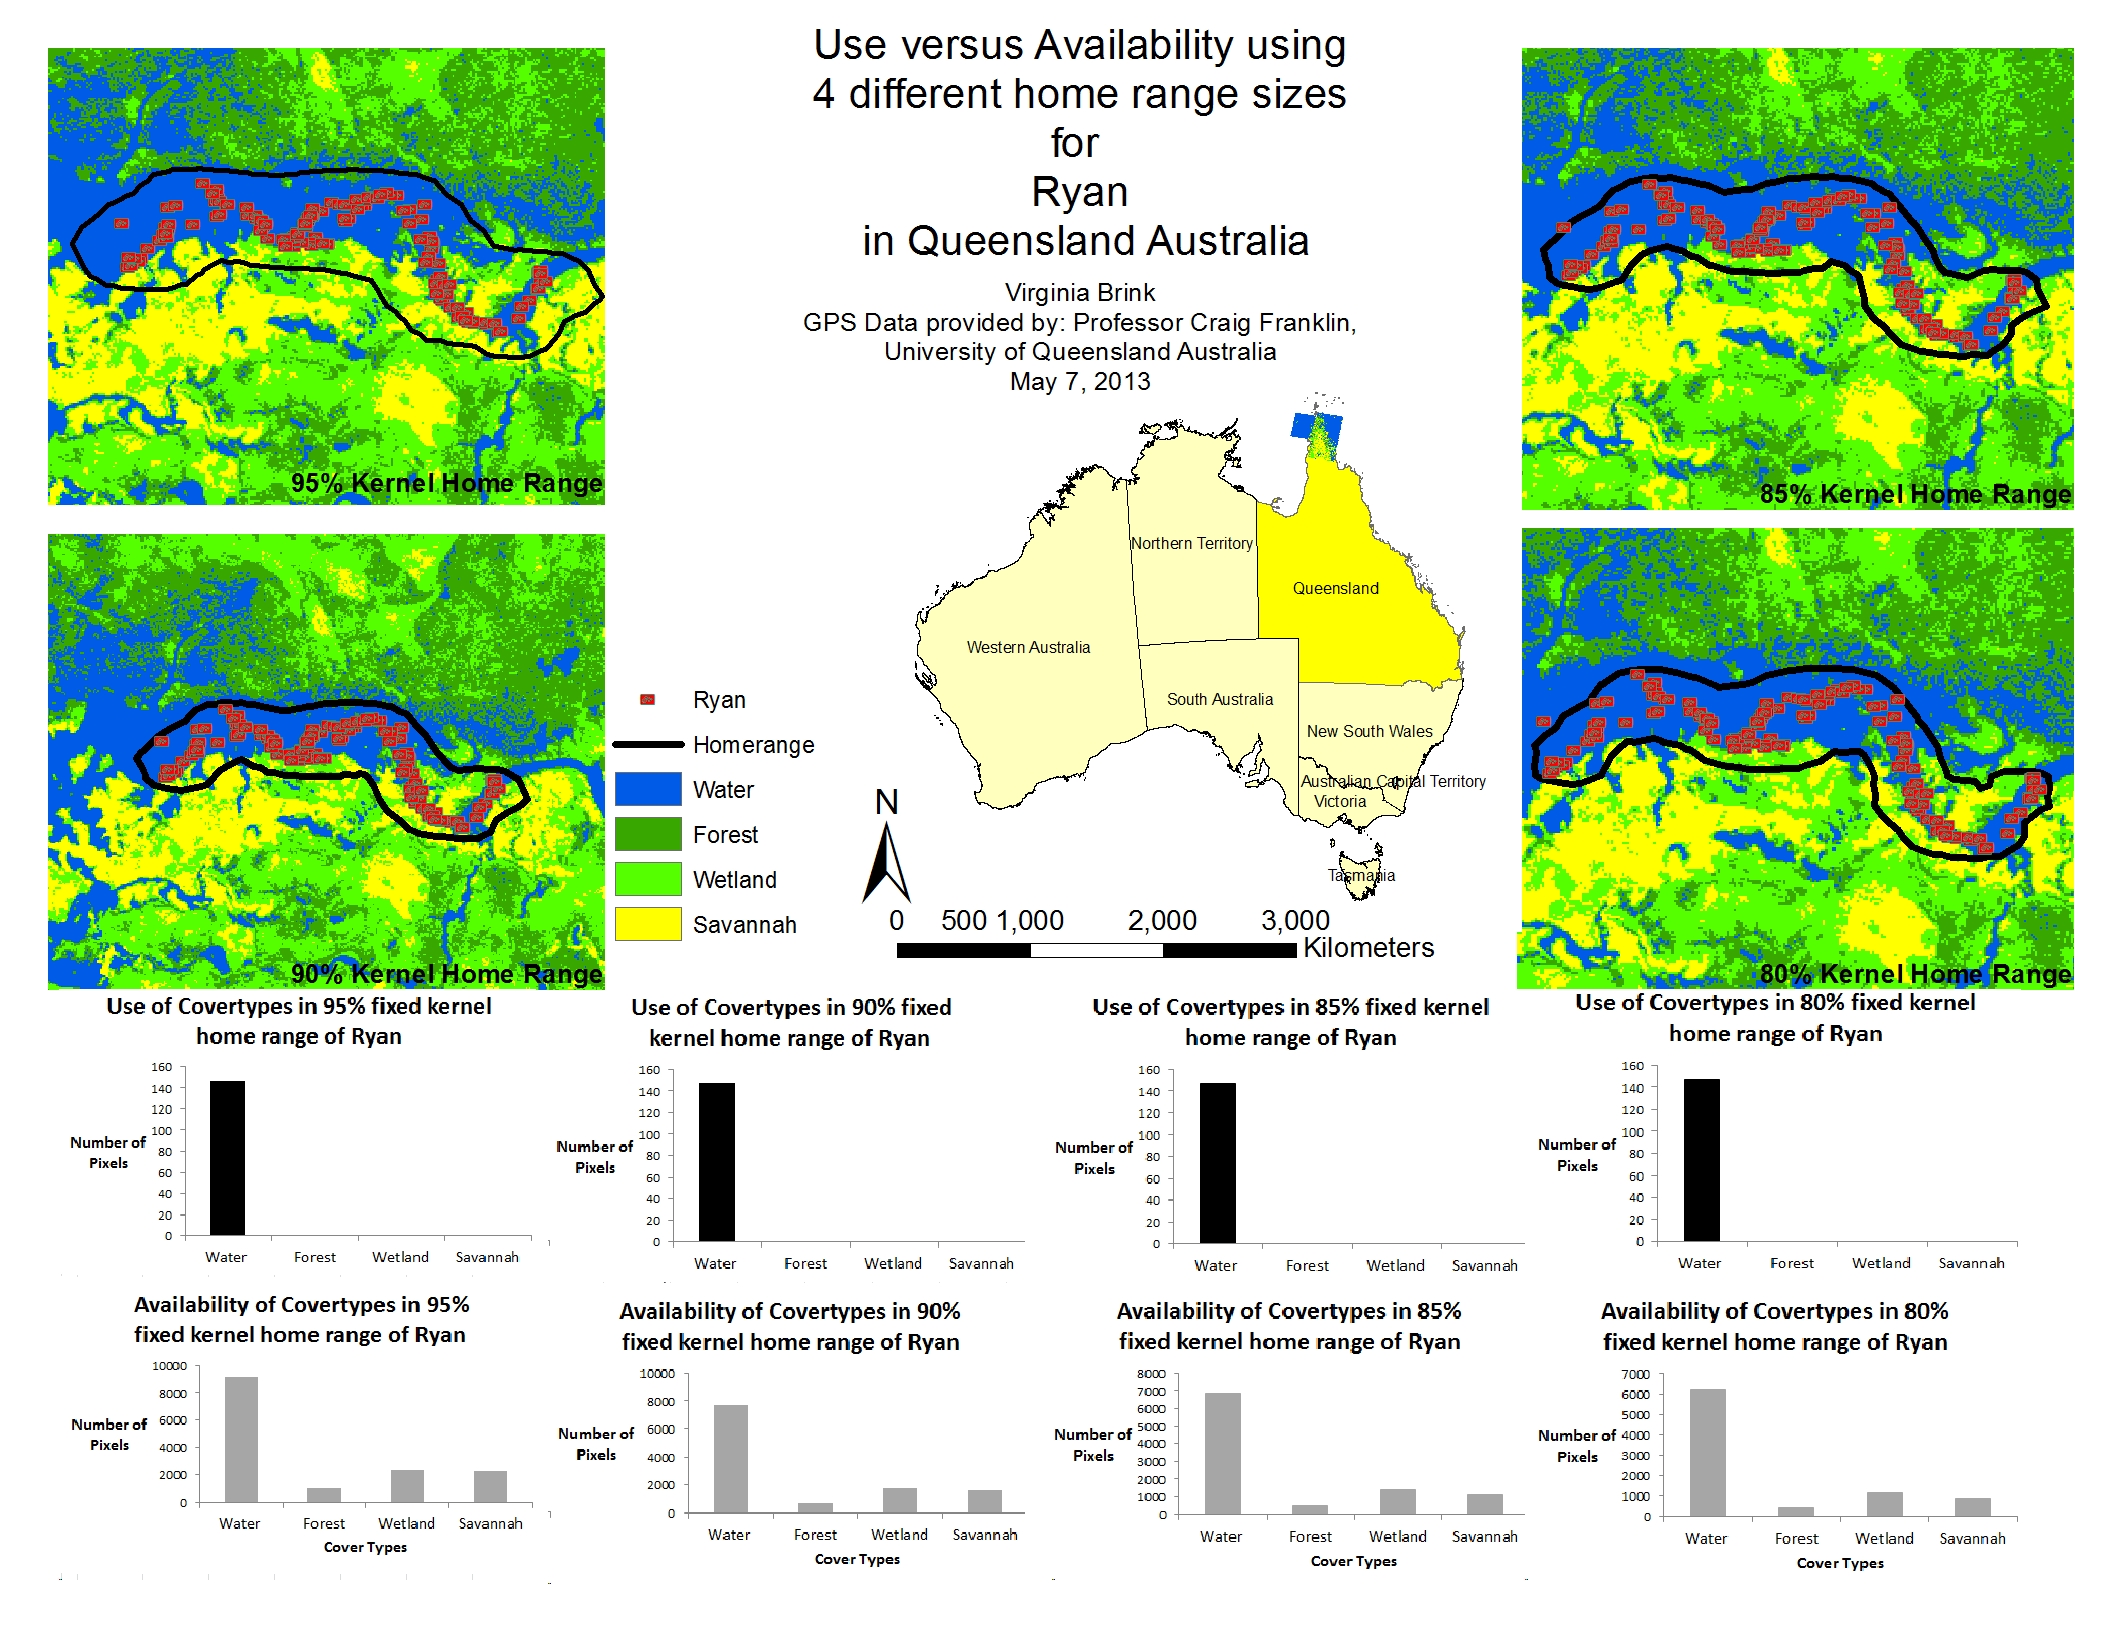 Use versus Availability using
4 different home range sizes
for
Ryan
in Queensland Australia
Virginia Brink
GPS Data provided by: Professor Craig Franklin,
University of Queensland Australia
May 7, 2013
95% Kernel Home Range
85% Kernel Home Range
90% Kernel Home Range
80% Kernel Home Range
Northern Territory
Queensland
Western Australia
South Australia
New South Wales
Australian Capital Territory
Victoria
Tasmania
Ryan
Homerange
Water
Forest
Wetland
Savannah
N
0 500 1,000 2,000 3,000
Kilometers
Use of Covertypes in 95% fixed kernel
home range of Ryan
160
140
120
100
80
60
40
20
0
Number of
Pixels
Water Forest Wetland Savannah
Use of Covertypes in 90% fixed
kernel home range of Ryan
160
140
120
100
80
60
40
20
0
Number of
Pixels
Water Forest Wetland Savannah
Use of Covertypes in 85% fixed kernel
home range of Ryan
160
140
120
100
80
60
40
20
0
Number of
Pixels
Water Forest Wetland Savannah
Use of Covertypes in 80% fixed kernel
home range of Ryan
160
140
120
100
80
60
40
20
0
Number of
Pixels
Water Forest Wetland Savannah
Availability of Covertypes in 95%
fixed kernel home range of Ryan
10000
8000
6000
4000
2000
0
Number of
Pixels
Water Forest Wetland Savannah
Cover Types
Availability of Covertypes in 90%
fixed kernel home range of Ryan
10000
8000
6000
4000
2000
0
Number of
Pixels
Water Forest Wetland Savannah
Cover Types
Availability of Covertypes in 85%
fixed kernel home range of Ryan
8000
7000
6000
5000
4000
3000
2000
1000
0
Number of
Pixels
Water Forest Wetland Savannah
Cover Types
Availability of Covertypes in 80%
fixed kernel home range of Ryan
7000
6000
5000
4000
3000
2000
1000
0
Number of
Pixels
Water Forest Wetland Savannah
Cover Types